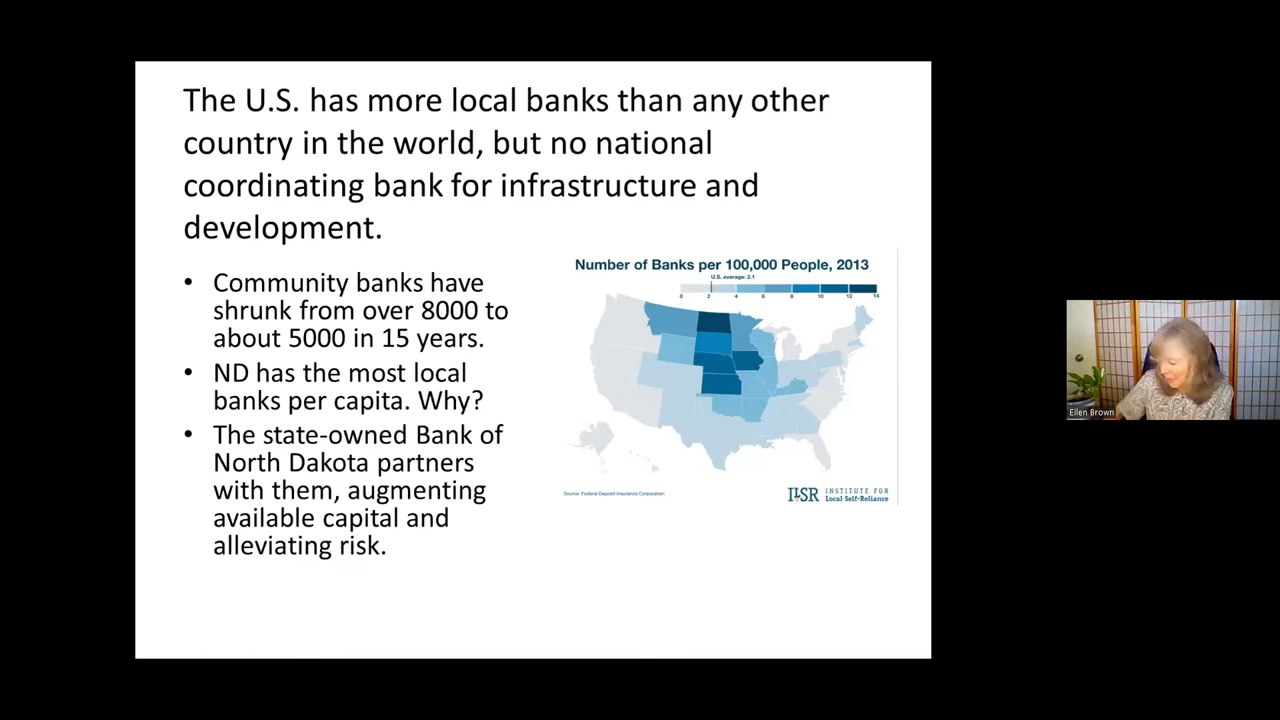 The U.S. has more local banks than any other
country in the world, but no national
coordinating bank for infrastructure and
development.
• Community banks have
shrunk from over 8000 to
about 5000 in 15 years.
• ND has the most local
banks per capita. Why?
• The state-owned Bank of
North Dakota partners
with them, augmenting
available capital and
alleviating risk.
Number of Banks per 100,000 People, 2013
U.S. average: 2.1
0 2 4 6 8 10 12 14
Source: Federal Deposit Insurance Corporation
ILSR INSTITUTE FOR
Local Self-Reliance
Ellen Brown